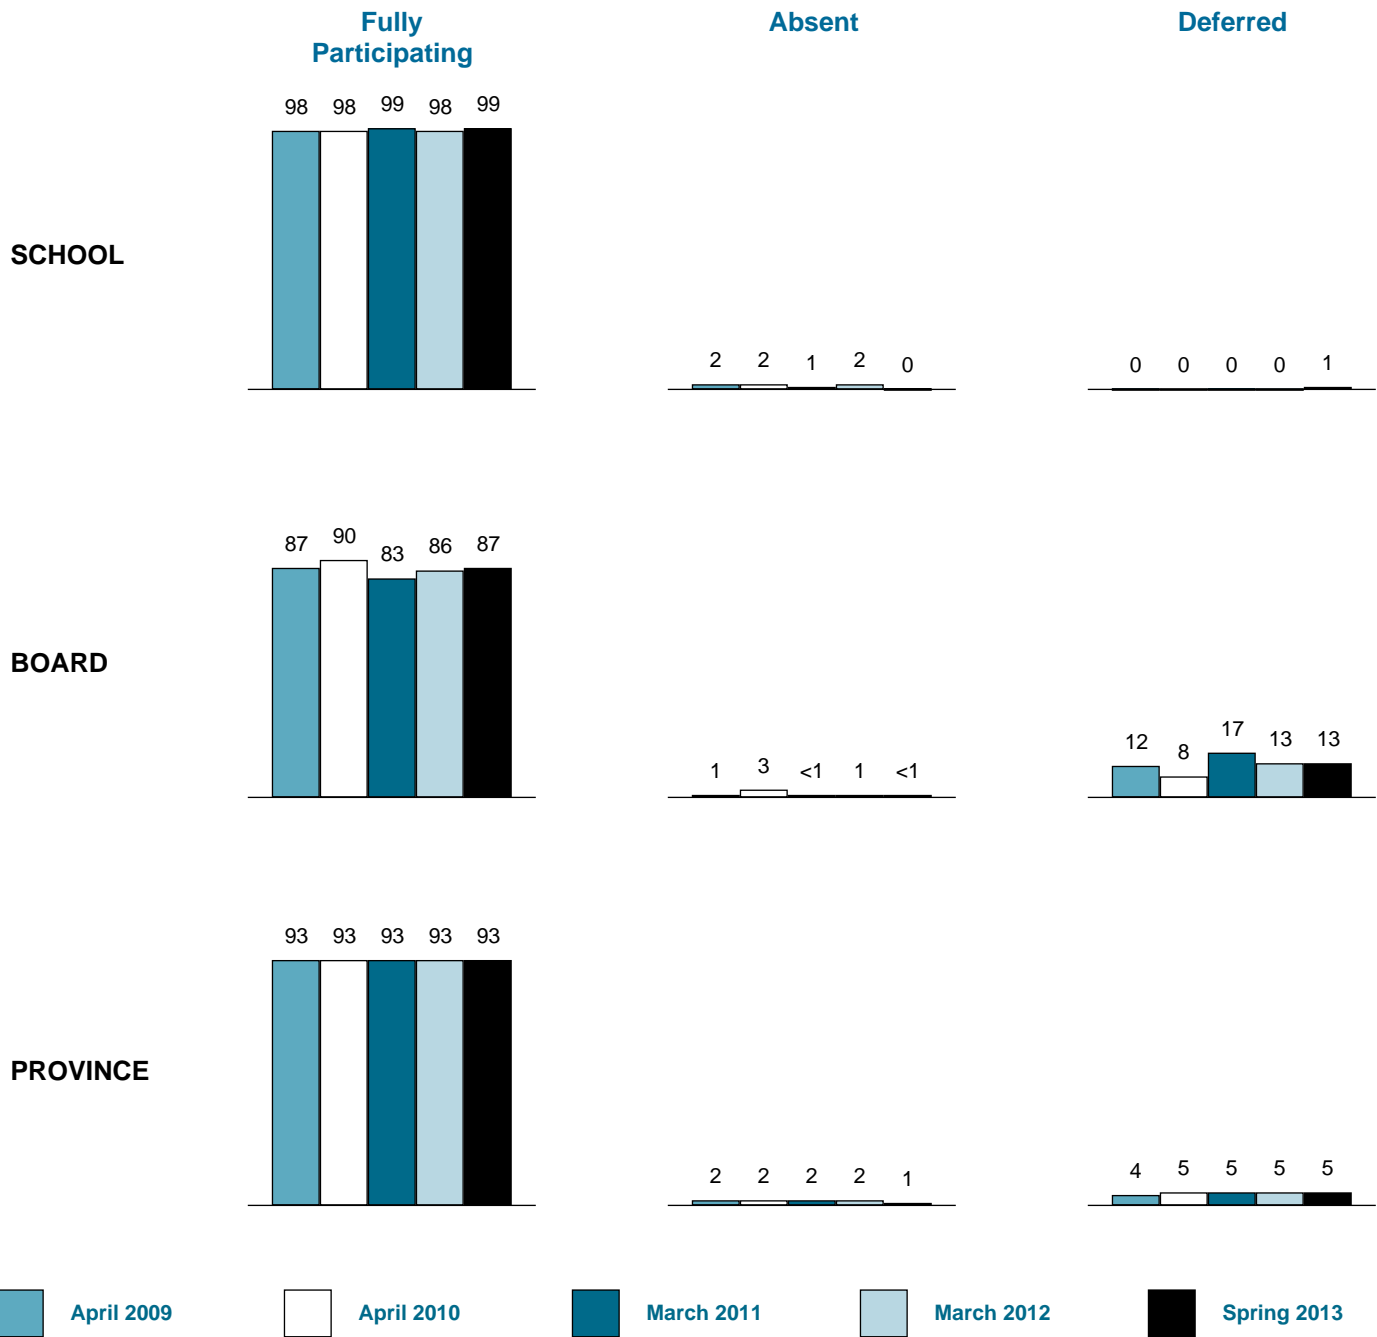 Fully
Participating
Absent
Deferred
98 98 99 98 99
SCHOOL
2 2 1 2 0
0 0 0 0 1
87 90 83 86 87
BOARD
1 3 <1 1 <1
12 8 17 13 13
93 93 93 93 93
PROVINCE
2 2 2 2 1
4 5 5 5 5
April 2009
April 2010
March 2011
March 2012
Spring 2013